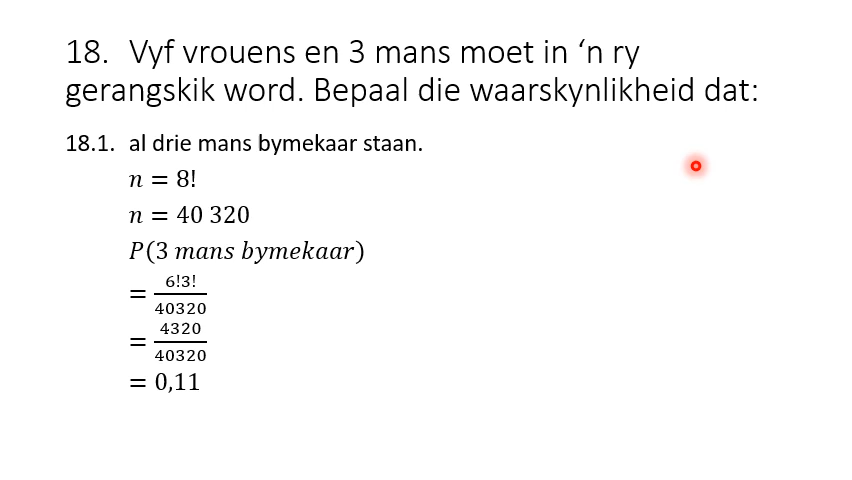 18. Vyf vrouens en 3 mans moet in ‘n ry
gerangskik word. Bepaal die waarskynlikheid dat:
18.1. al drie mans bymekaar staan.
n = 8!
n = 40 320
P(3 mans bymekaar)
= 6!3!/40320
= 4320/40320
= 0,11